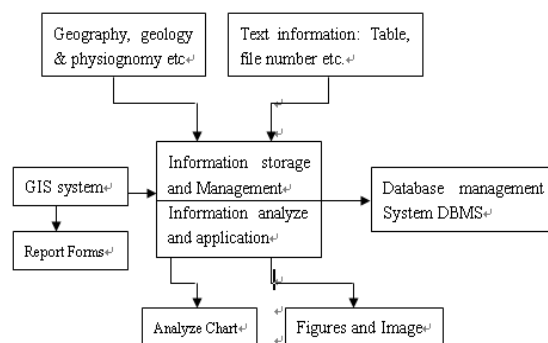 Geography, geology
& physiognomy etc
Text information: Table,
file number etc.
Information storage
and Management
Information analyze
and application
GIS system
Report Forms
Database management
System DBMS
Analyze Chart
Figures and Image